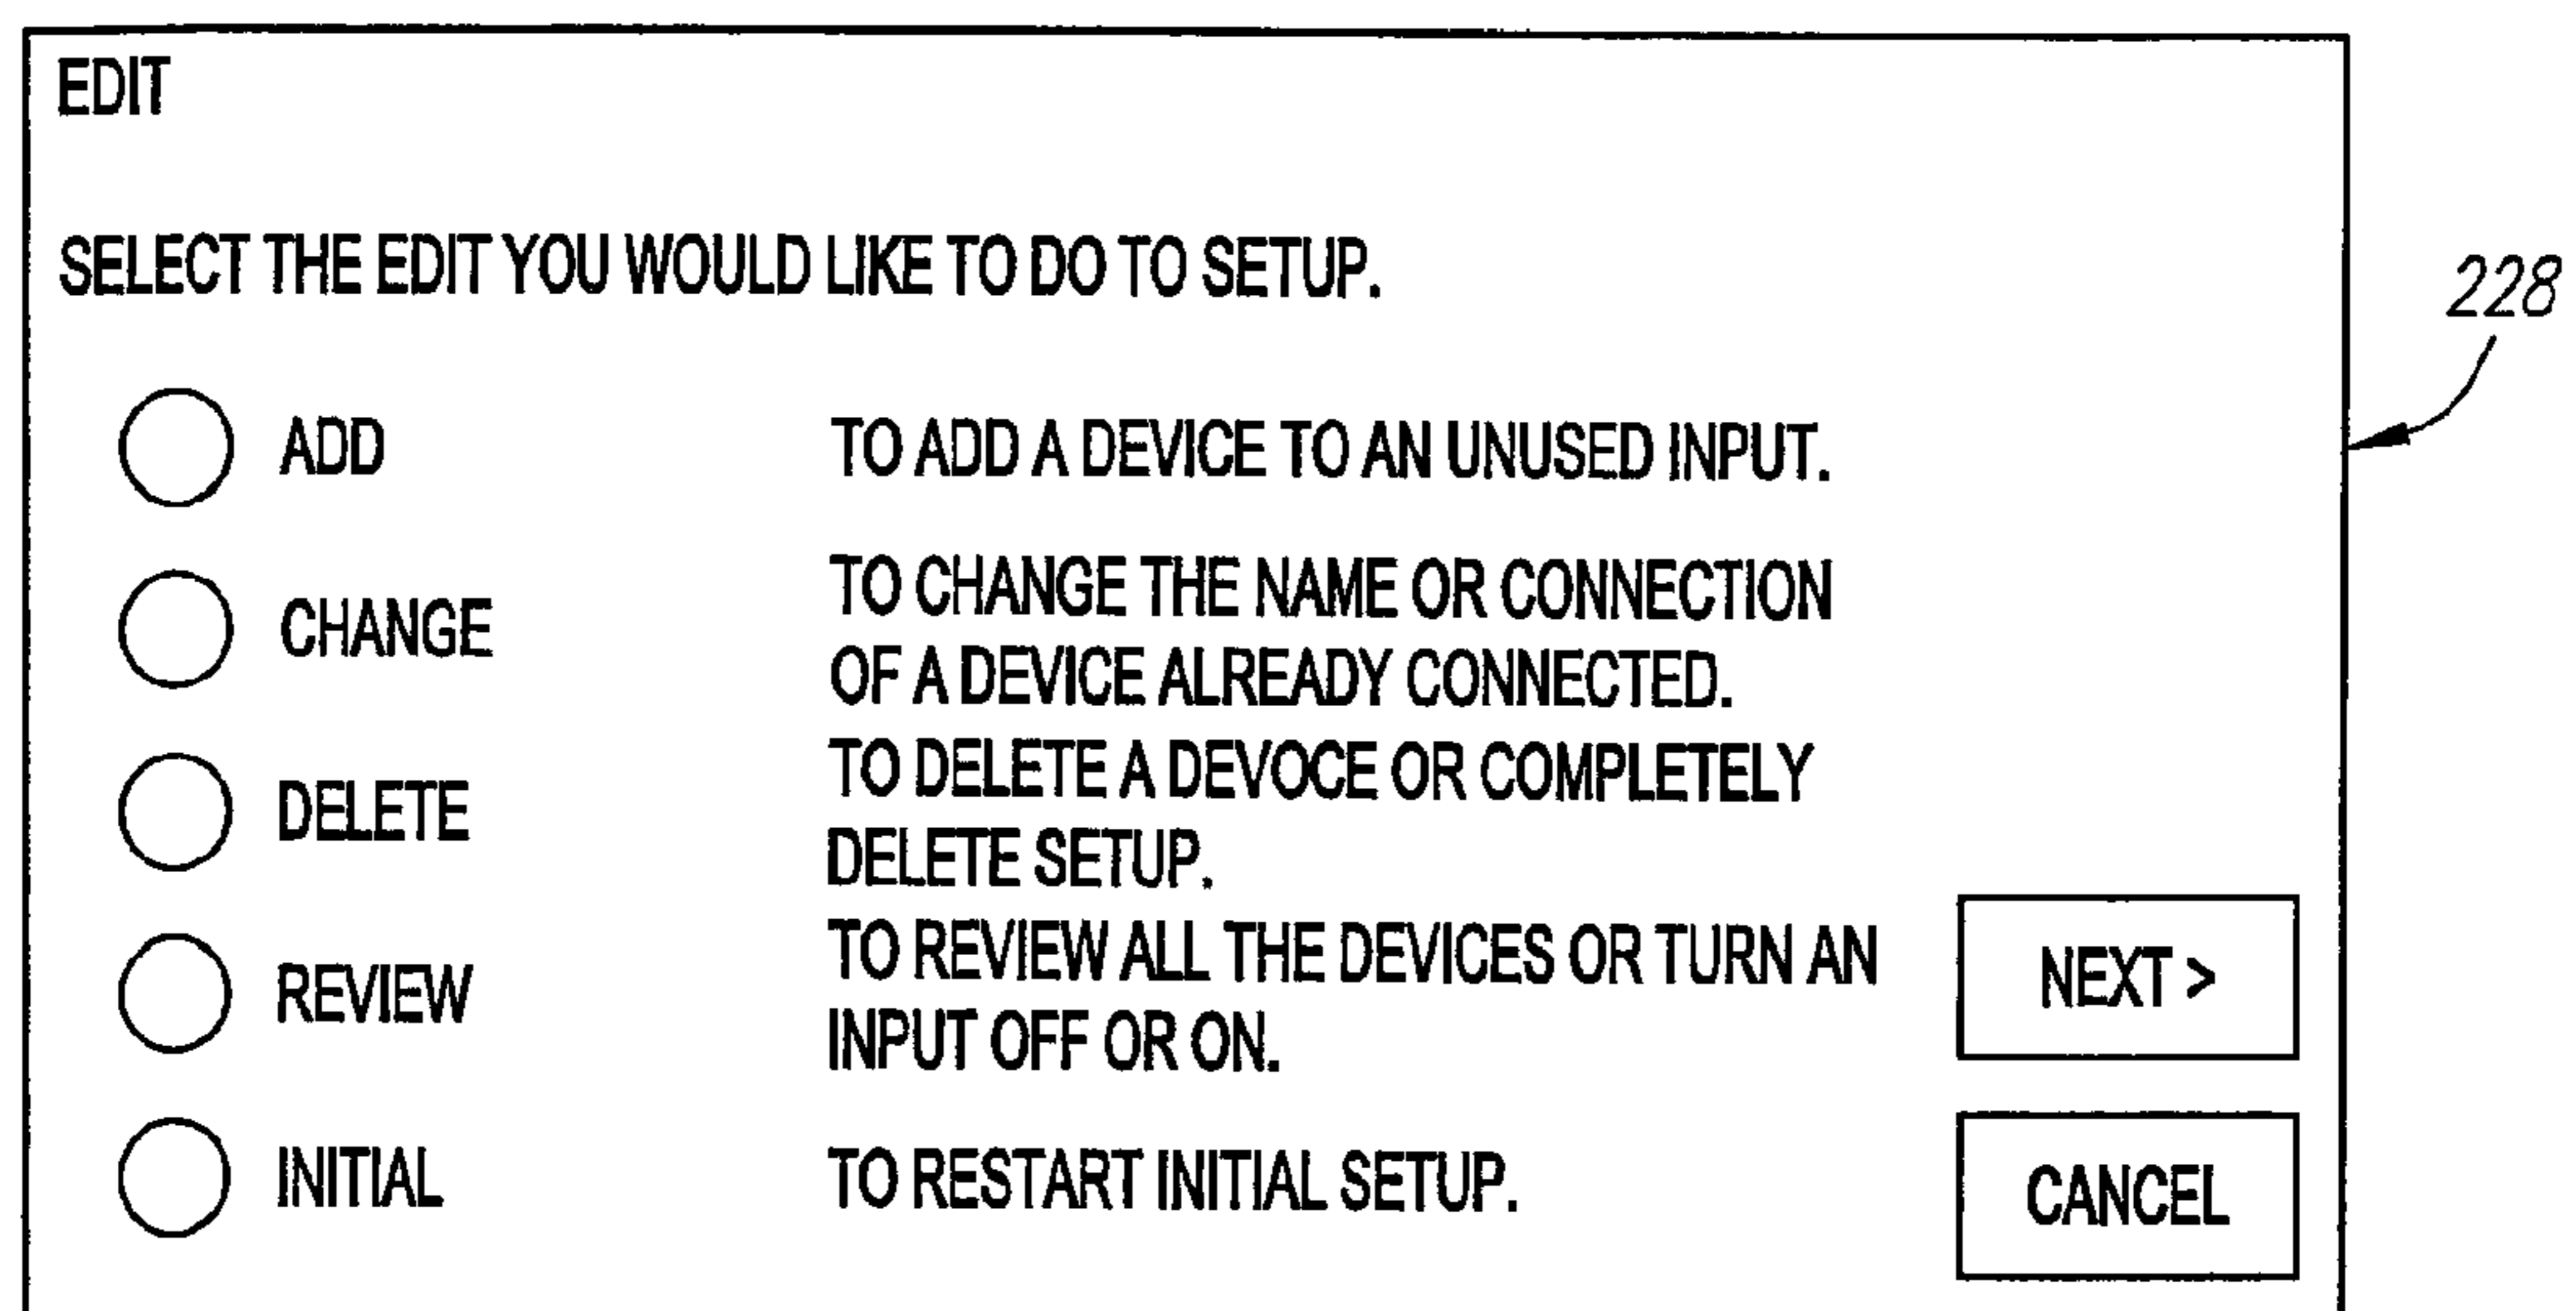 EDIT
SELECT THE EDIT YOU WOULD LIKE TO DO TO SETUP.
228
ADD TO ADD A DEVICE TO AN UNUSED INPUT.
CHANGE TO CHANGE THE NAME OR CONNECTION
OF A DEVICE ALREADY CONNECTED.
DELETE TO DELETE A DEVOCE OR COMPLETELY
DELETE SETUP.
REVIEW TO REVIEW ALL THE DEVICES OR TURN AN
INPUT OFF OR ON.
NEXT >
INITIAL TO RESTART INITIAL SETUP.
CANCEL